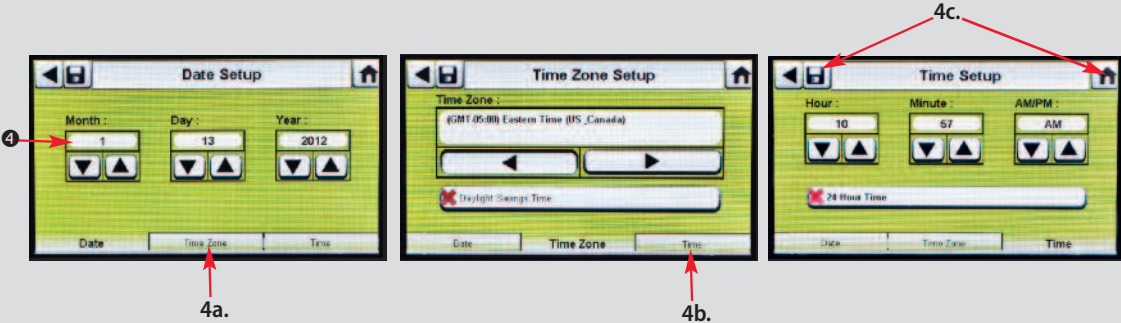 4c.
Date Setup
Month :
Day :
Year :
1
13
2012
Date
Time Zone
Time
Time Zone Setup
Time Zone :
(GMT-05:00) Eastern Time (US_Canada)
Daylight Savings Time
Date
Time Zone
Time
Time Setup
Hour :
Minute :
AM/PM :
10
57
AM
24 Hour Time
Date
Time Zone
Time
❹
4a.
4b.